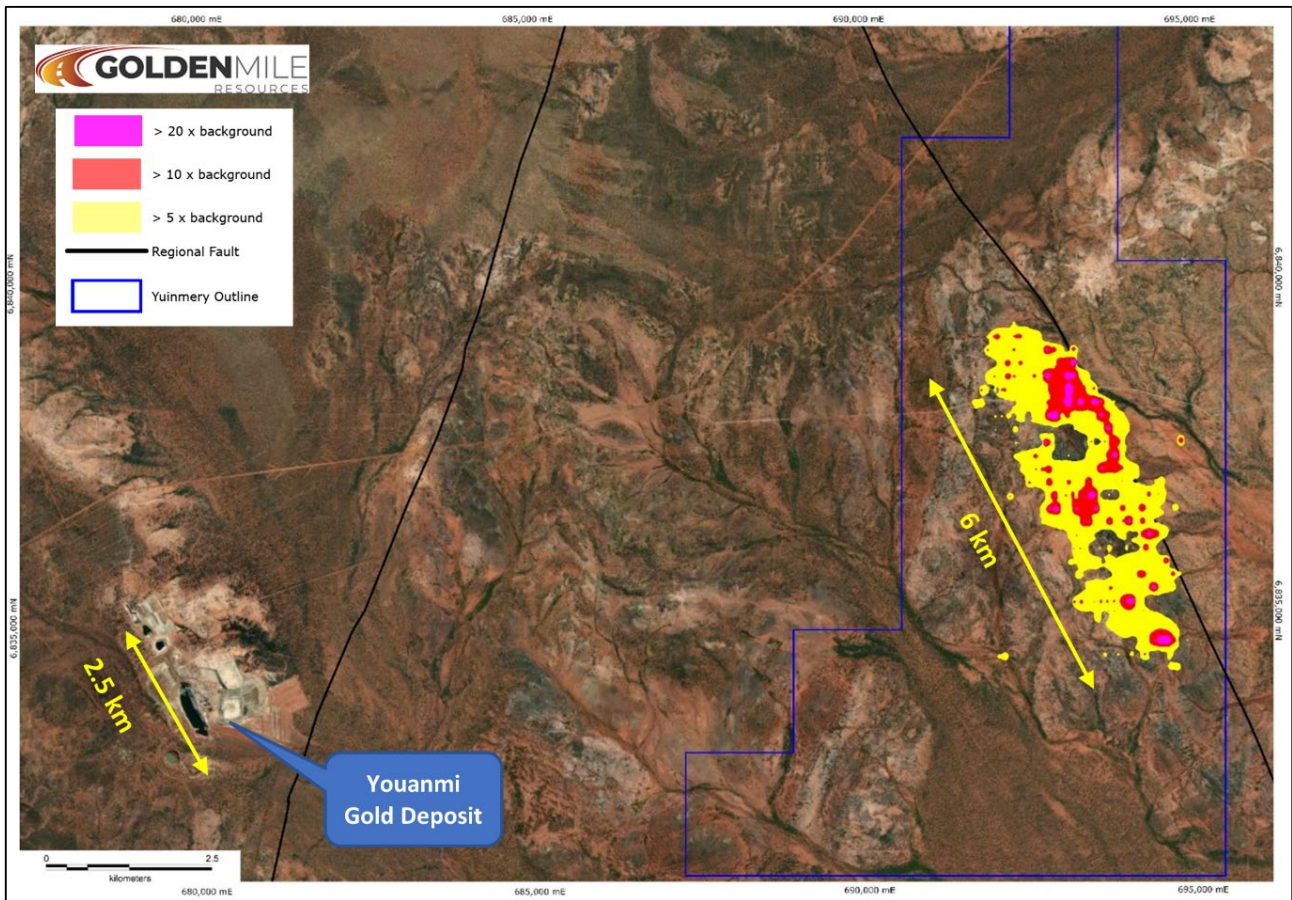 680,000 mE
685,000 mE
690,000 mE
695,000 mE
GOLDENMILE
RESOURCES
> 20 x background
> 10 x background
> 5 x background
Regional Fault
Yuinmery Outline
6,840,000 mN
6,840,000 mN
6 km
6,835,000 mN
6,835,000 mN
2.5 km
Youanmi
Gold Deposit
0 2.5
kilometers
680,000 mE
685,000 mE
690,000 mE
695,000 mE